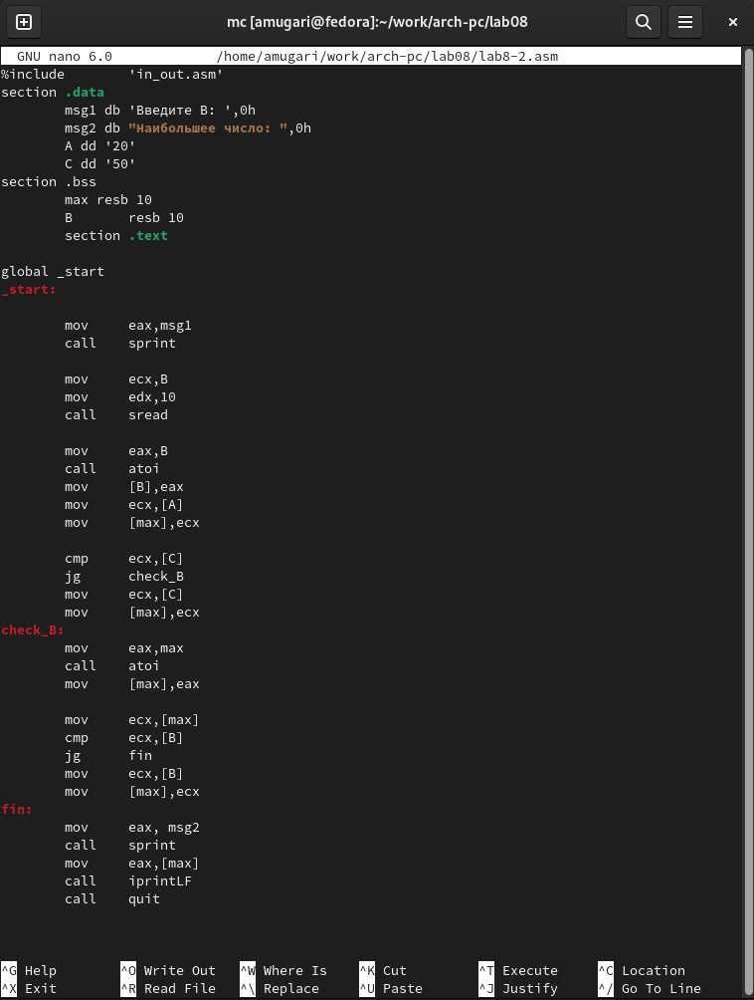 mc [amugari@fedora]:~/work/arch-pc/lab08
GNU nano 6.0 /home/amugari/work/arch-pc/lab08/lab8-2.asm
%include 'in_out.asm'
section .data
msg1 db 'Введите B: ',0h
msg2 db "Наибольшее число: ",0h
A dd '20'
C dd '50'
section .bss
max resb 10
B resb 10
section .text
global _start
_start:
mov eax,msg1
call sprint
mov ecx,B
mov edx,10
call sread
mov eax,B
call atoi
mov [B],eax
mov ecx,[A]
mov [max],ecx
cmp ecx,[C]
jg check_B
mov ecx,[C]
mov [max],ecx
check_B:
mov eax,max
call atoi
mov [max],eax
mov ecx,[max]
cmp ecx,[B]
jg fin
mov ecx,[B]
mov [max],ecx
fin:
mov eax, msg2
call sprint
mov eax,[max]
call iprintLF
call quit
^G Help ^O Write Out ^W Where Is ^K Cut ^T Execute ^C Location
^X Exit ^R Read File ^\ Replace ^U Paste ^J Justify ^/ Go To Line